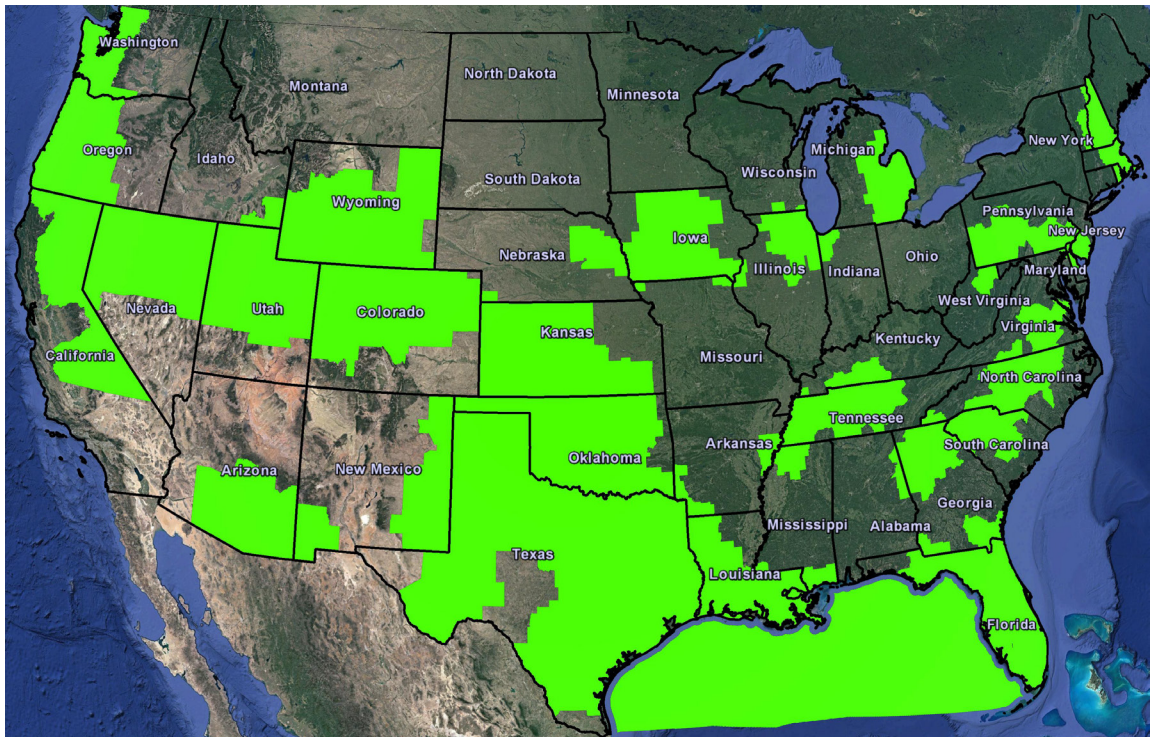 Washington
Montana
North Dakota
Minnesota
Oregon
Idaho
South Dakota
Wisconsin
Michigan
New York
Wyoming
Nebraska
Iowa
Illinois
Indiana
Ohio
Pennsylvania
New Jersey
Maryland
Nevada
Utah
Colorado
Kansas
Missouri
Kentucky
West Virginia
Virginia
California
Arizona
New Mexico
Oklahoma
Arkansas
Tennessee
North Carolina
South Carolina
Texas
Louisiana
Mississippi
Alabama
Georgia
Florida